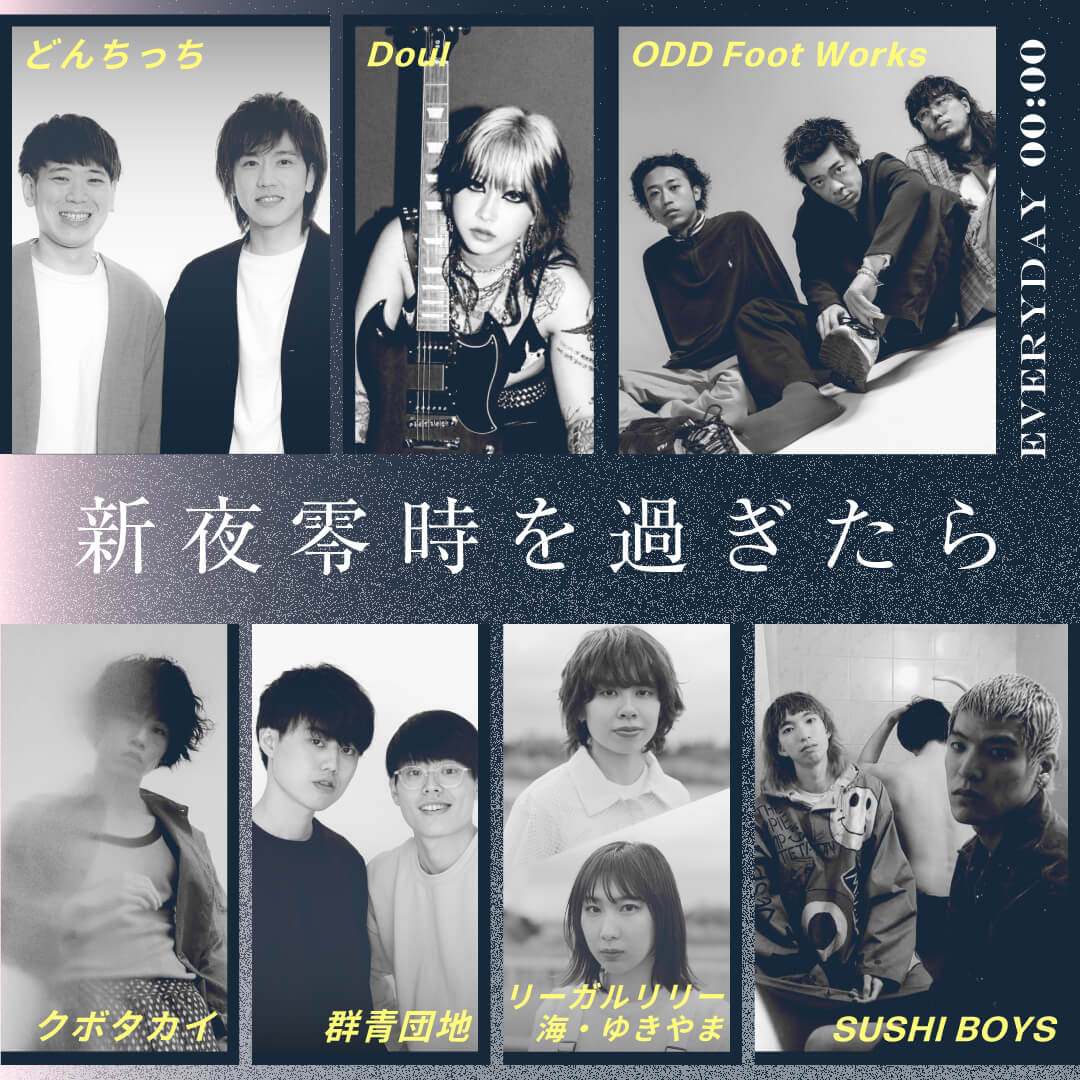 どんちっち
Doul
ODD Foot Works
EVERYDAY 00:00
新夜零時を過ぎたら
クボタカイ
群青団地
リーガルリリー
海・ゆきやま
SUSHI BOYS